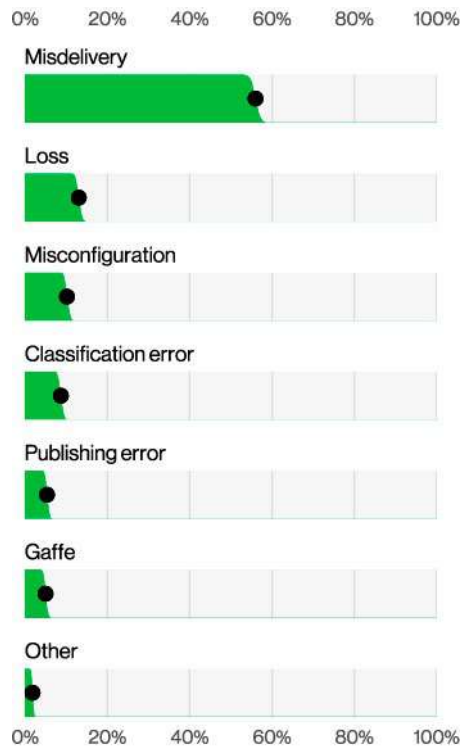 0% 20% 40% 60% 80% 100%
Misdelivery
Loss
Misconfiguration
Classification error
Publishing error
Gaffe
Other
0% 20% 40% 60% 80% 100%